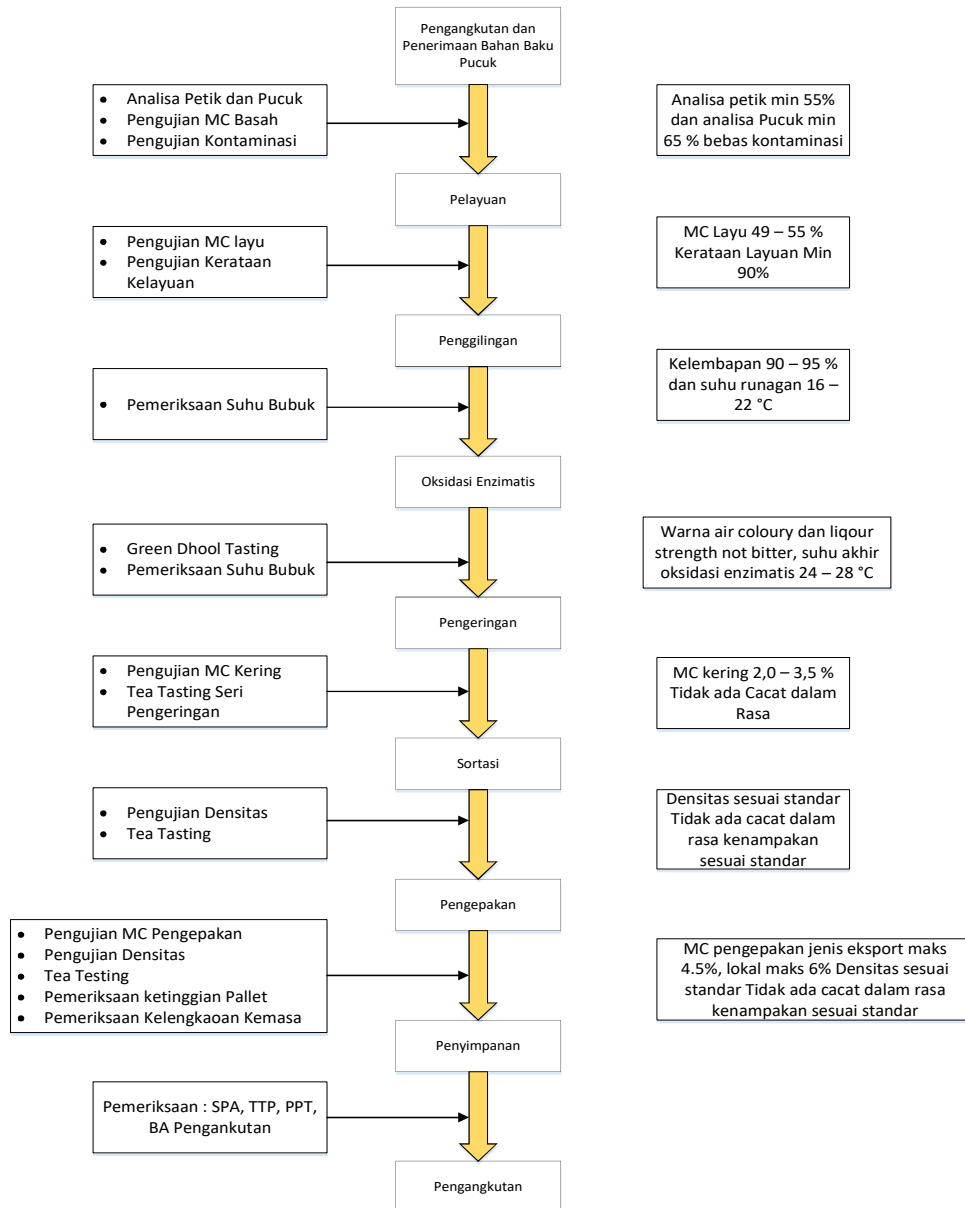 Pengangkutan dan
Penerimaan Bahan Baku
Pucuk
• Analisa Petik dan Pucuk
• Pengujian MC Basah
• Pengujian Kontaminasi
Analisa petik min 55%
dan analisa Pucuk min
65 % bebas kontaminasi
Pelayuan
• Pengujian MC layu
• Pengujian Kerataan
Kelayuan
MC Layu 49 – 55 %
Kerataan Layuan Min
90%
Penggilingan
• Pemeriksaan Suhu Bubuk
Kelembapan 90 – 95 %
dan suhu runagan 16 –
22 °C
Oksidasi Enzimatis
• Green Dhool Tasting
• Pemeriksaan Suhu Bubuk
Warna air coloury dan liqour
strength not bitter, suhu akhir
oksidasi enzimatis 24 – 28 °C
Pengeringan
• Pengujian MC Kering
• Tea Tasting Seri
Pengeringan
MC kering 2,0 – 3,5 %
Tidak ada Cacat dalam
Rasa
Sortasi
• Pengujian Densitas
• Tea Tasting
Densitas sesuai standar
Tidak ada cacat dalam
rasa kenampakan
sesuai standar
Pengepakan
• Pengujian MC Pengepakan
• Pengujian Densitas
• Tea Testing
• Pemeriksaan ketinggian Pallet
• Pemeriksaan Kelengkaoan Kemasa
MC pengepakan jenis eksport maks
4.5%, lokal maks 6% Densitas sesuai
standar Tidak ada cacat dalam rasa
kenampakan sesuai standar
Penyimpanan
Pemeriksaan : SPA, TTP, PPT,
BA Pengankutan
Pengangkutan